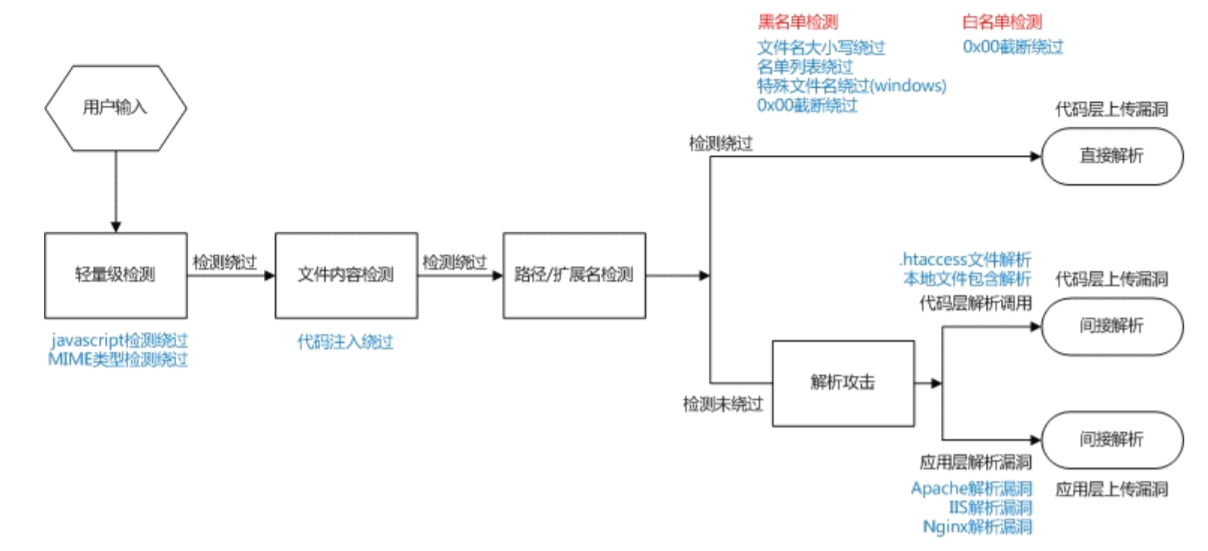 黑名单检测
文件名大小写绕过
名单列表绕过
特殊文件名绕过(windows)
0x00截断绕过
白名单检测
0x00截断绕过
用户输入
检测绕过
代码层上传漏洞
直接解析
轻量级检测
检测绕过
文件内容检测
检测绕过
路径/扩展名检测
javascript检测绕过
MIME类型检测绕过
代码注入绕过
.htaccess文件解析
本地文件包含解析
代码层解析调用
代码层上传漏洞
间接解析
检测未绕过
解析攻击
间接解析
应用层解析漏洞
Apache解析漏洞
IIS解析漏洞
Nginx解析漏洞
应用层上传漏洞